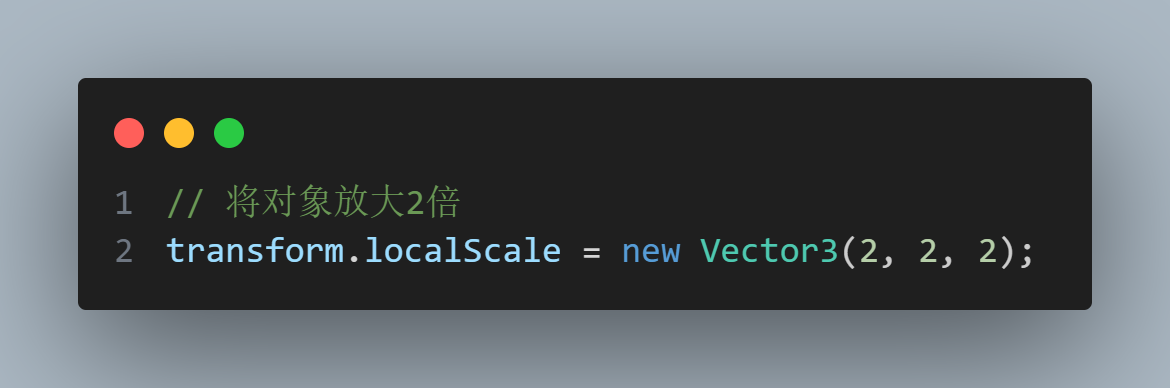 1 // 将对象放大2倍
2 transform.localScale = new Vector3(2, 2, 2);